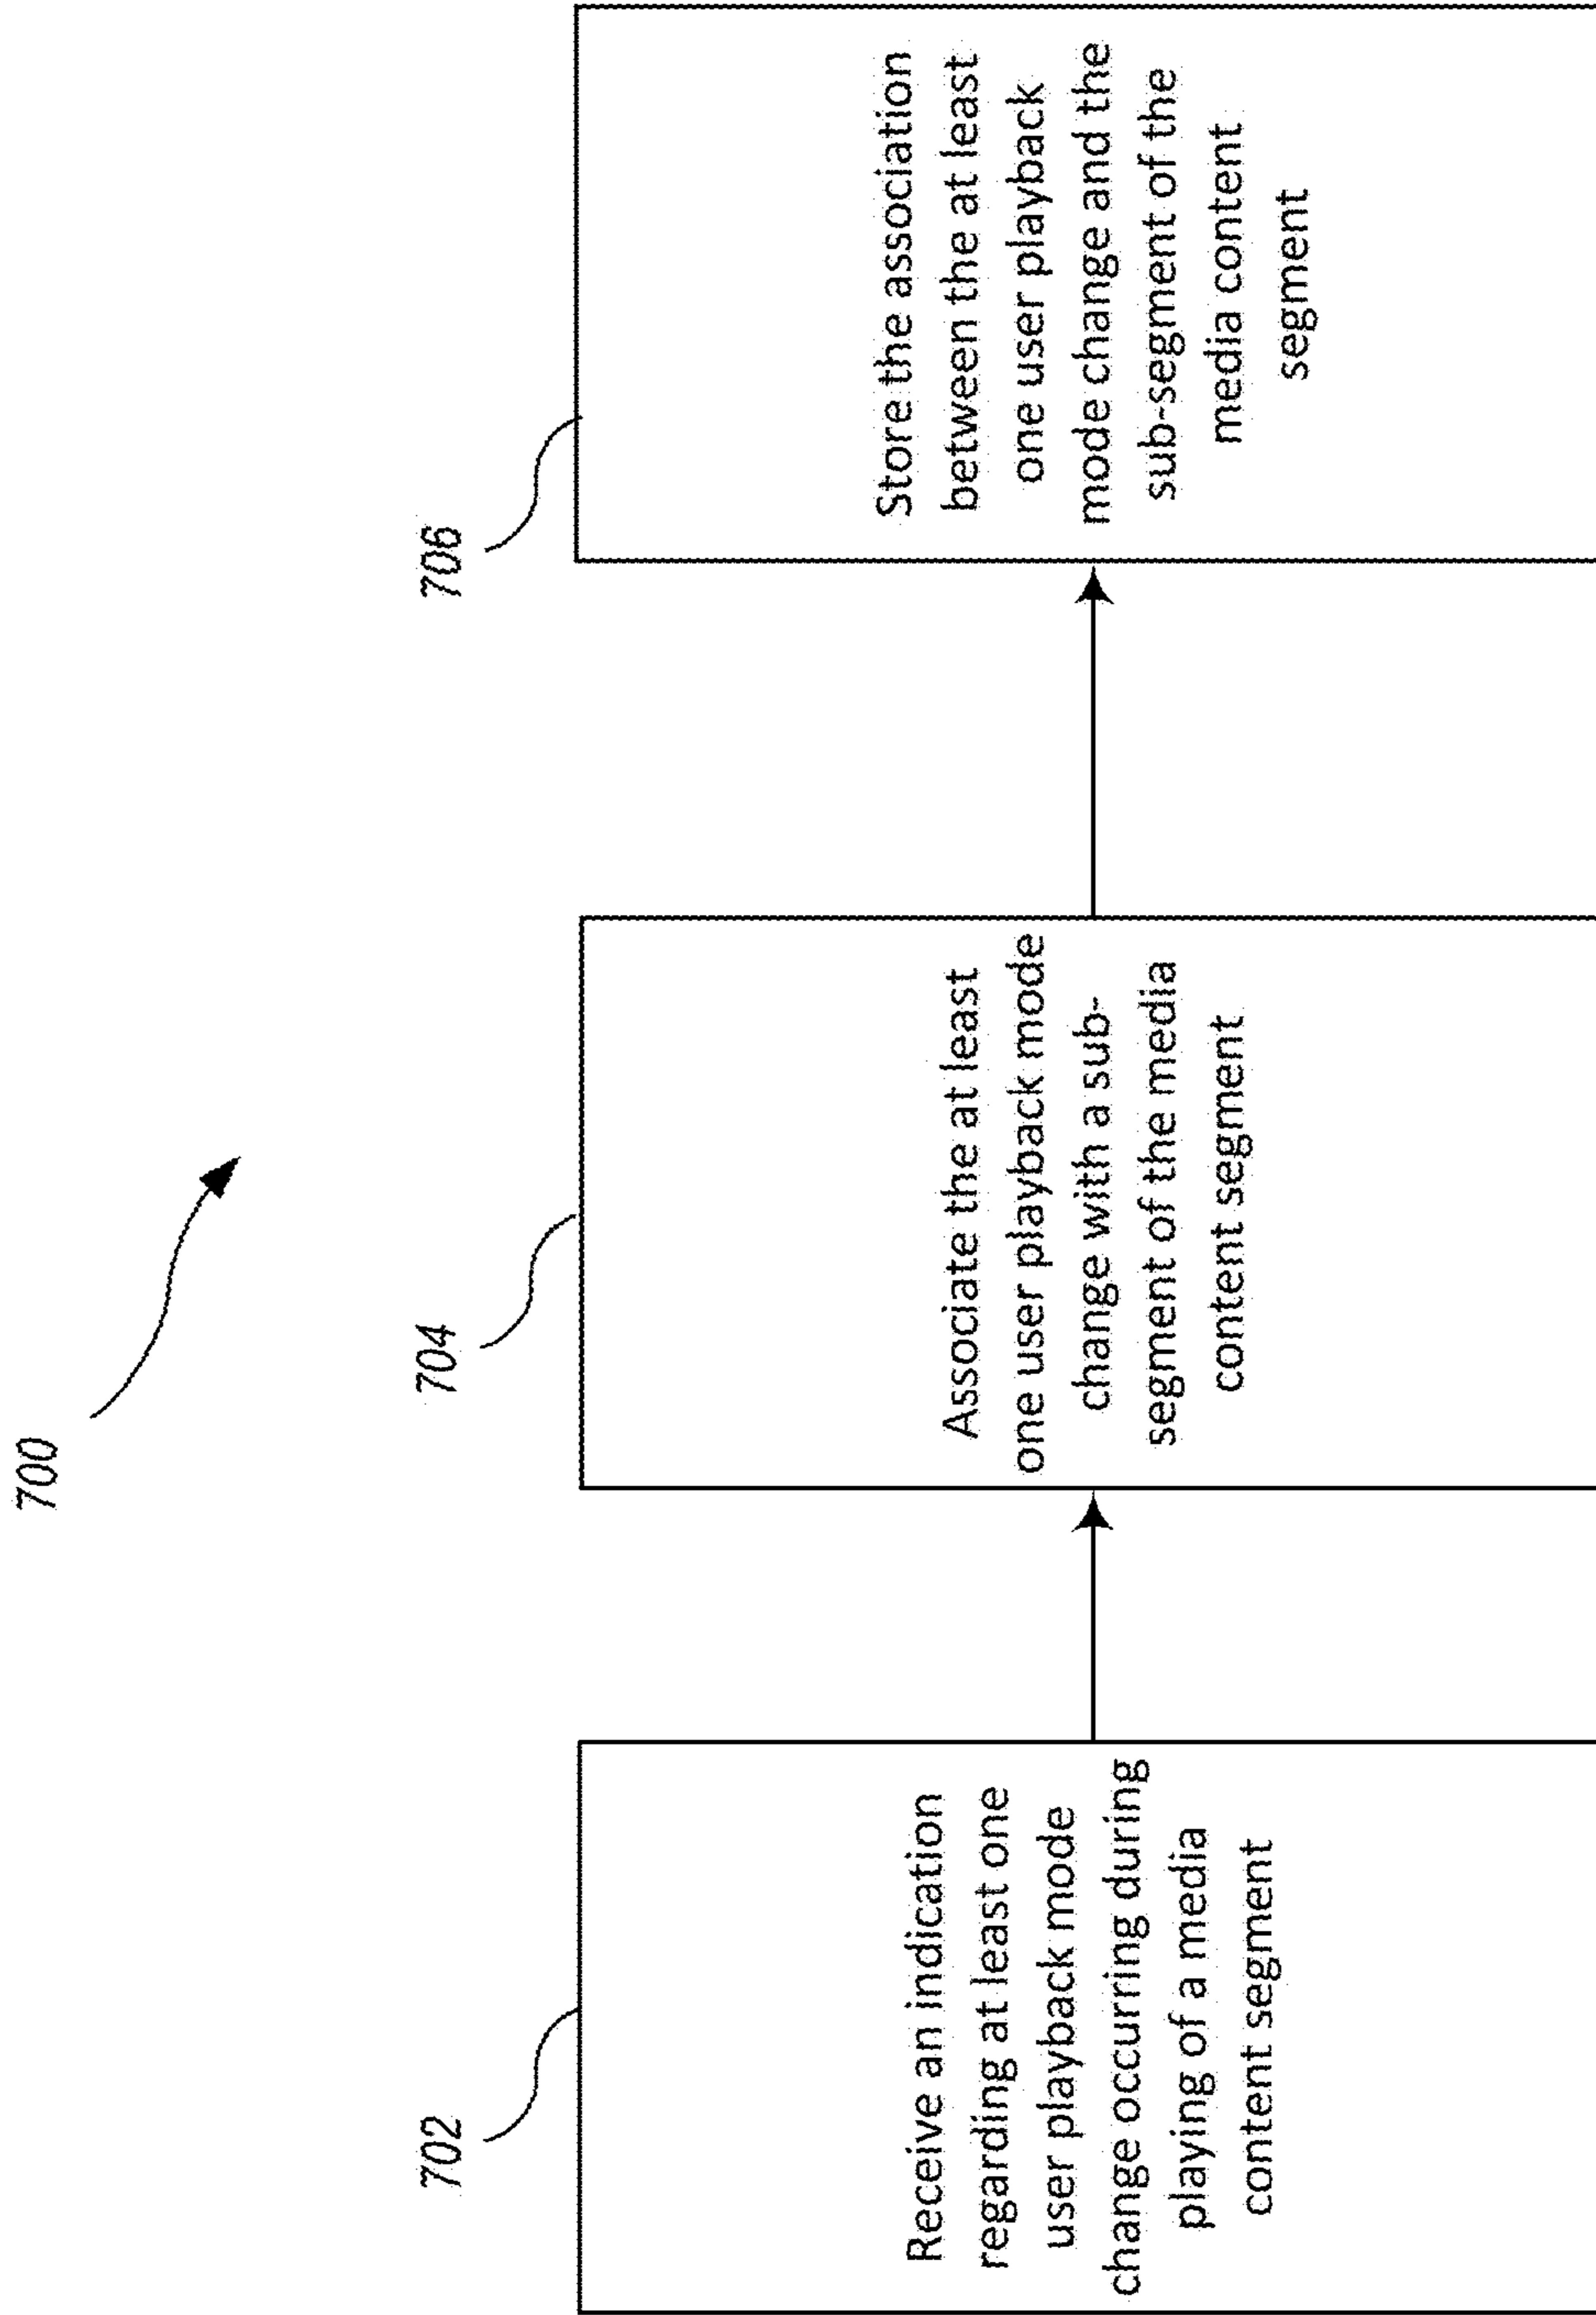 700
702
Receive an indication
regarding at least one
user playback mode
change occurring during
playing of a media
content segment
704
Associate the at least
one user playback mode
change with a sub-
segment of the media
content segment
706
Store the association
between the at least
one user playback
mode change and the
sub-segment of the
media content
segment